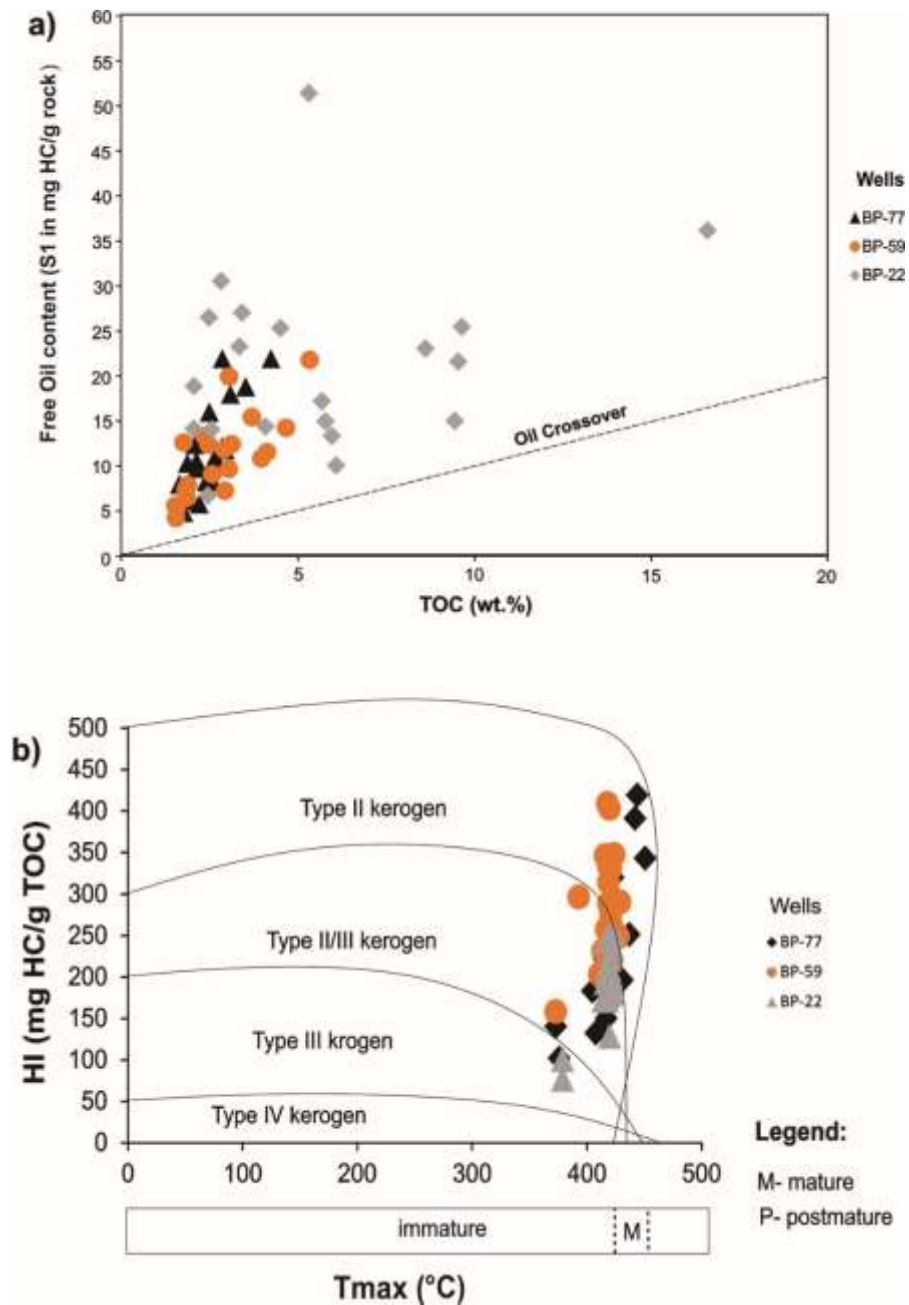 a)
60
55
50
45
40
35
30
25
20
15
10
5
0
Free Oil content (S1 in mg HC/g rock)
Oil Crossover
0 5 10 15 20
TOC (wt.%)
Wells
BP-77
BP-59
BP-22
b)
500
450
400
350
300
250
200
150
100
50
0
HI (mg HC/g TOC)
Type II kerogen
Type II/III kerogen
Type III krogen
Type IV kerogen
0 100 200 300 400 500
immature M
Tmax (°C)
Wells
BP-77
BP-59
BP-22
Legend:
M- mature
P- postmature